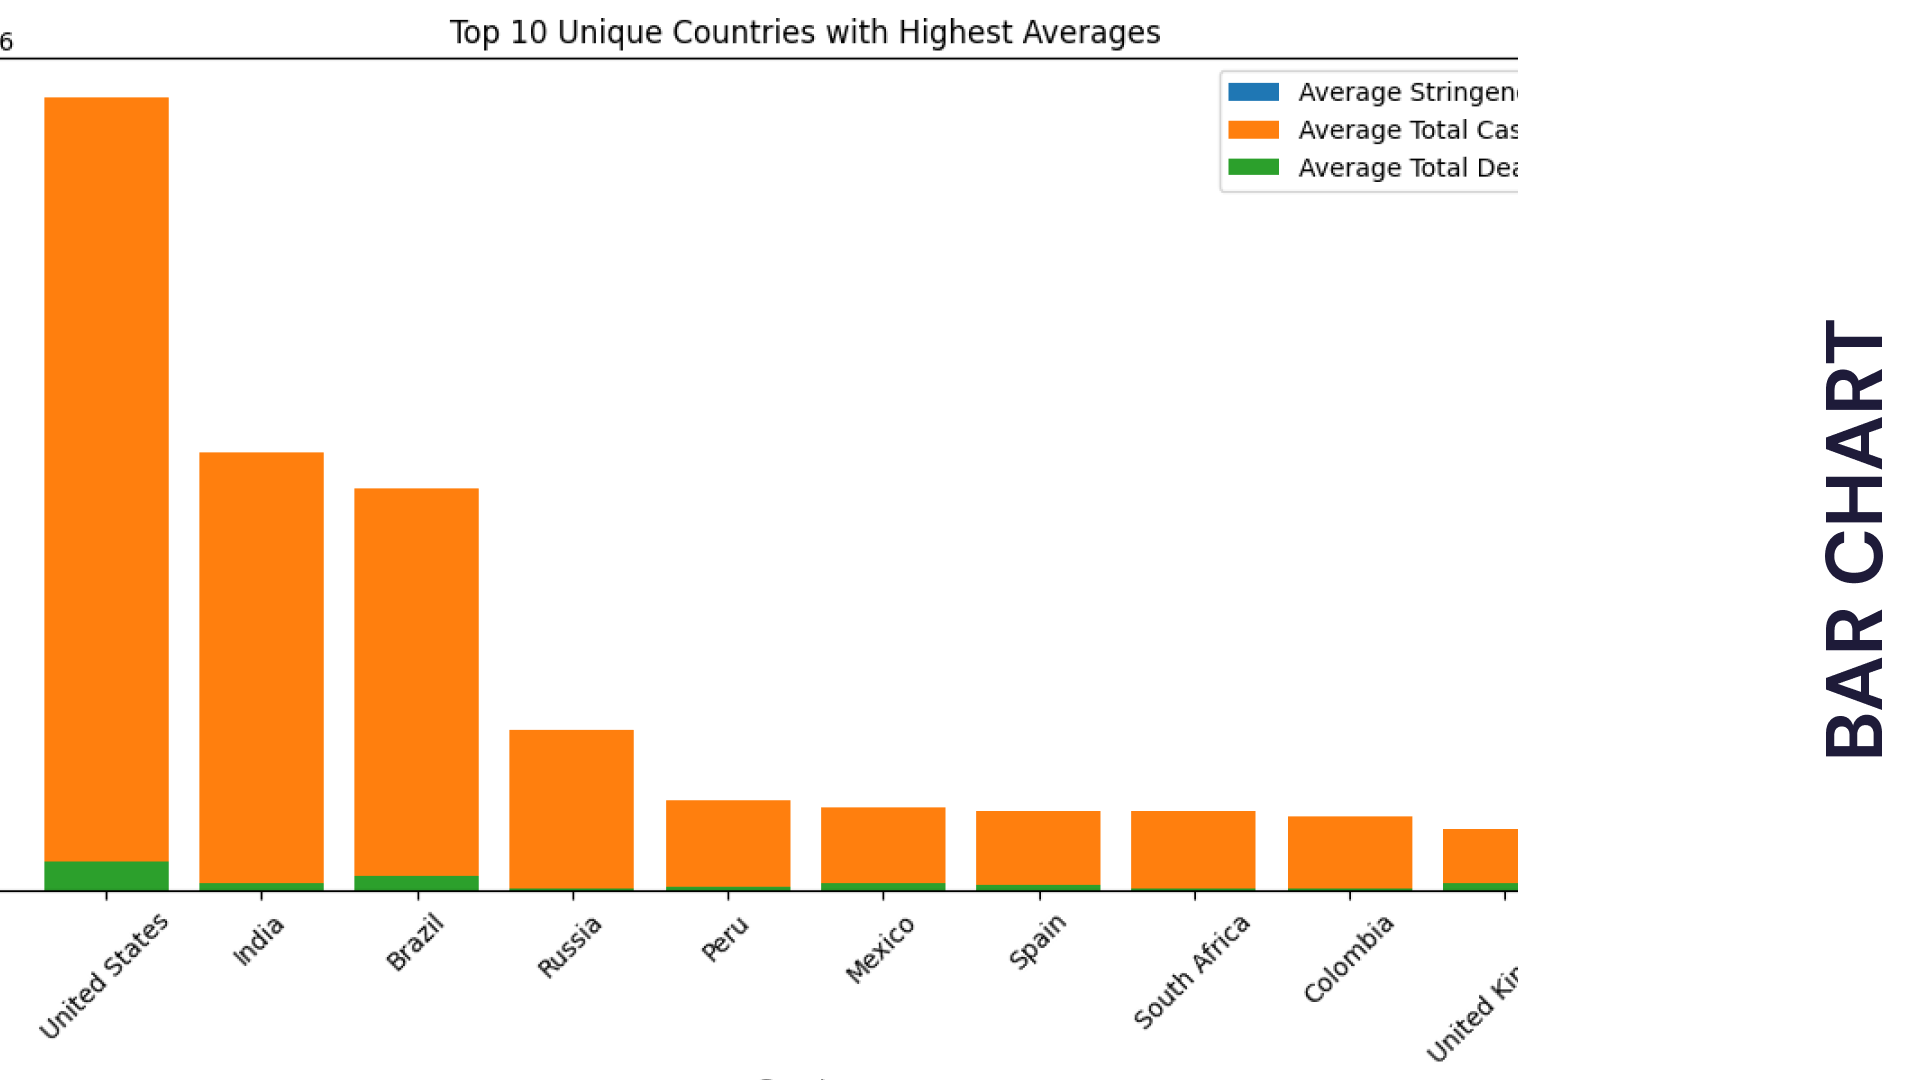 Top 10 Unique Countries with Highest Averages
6
Average Stringen
Average Total Cas
Average Total Dea
United States
India
Brazil
Russia
Peru
Mexico
Spain
South Africa
Colombia
United Kin
BAR CHART